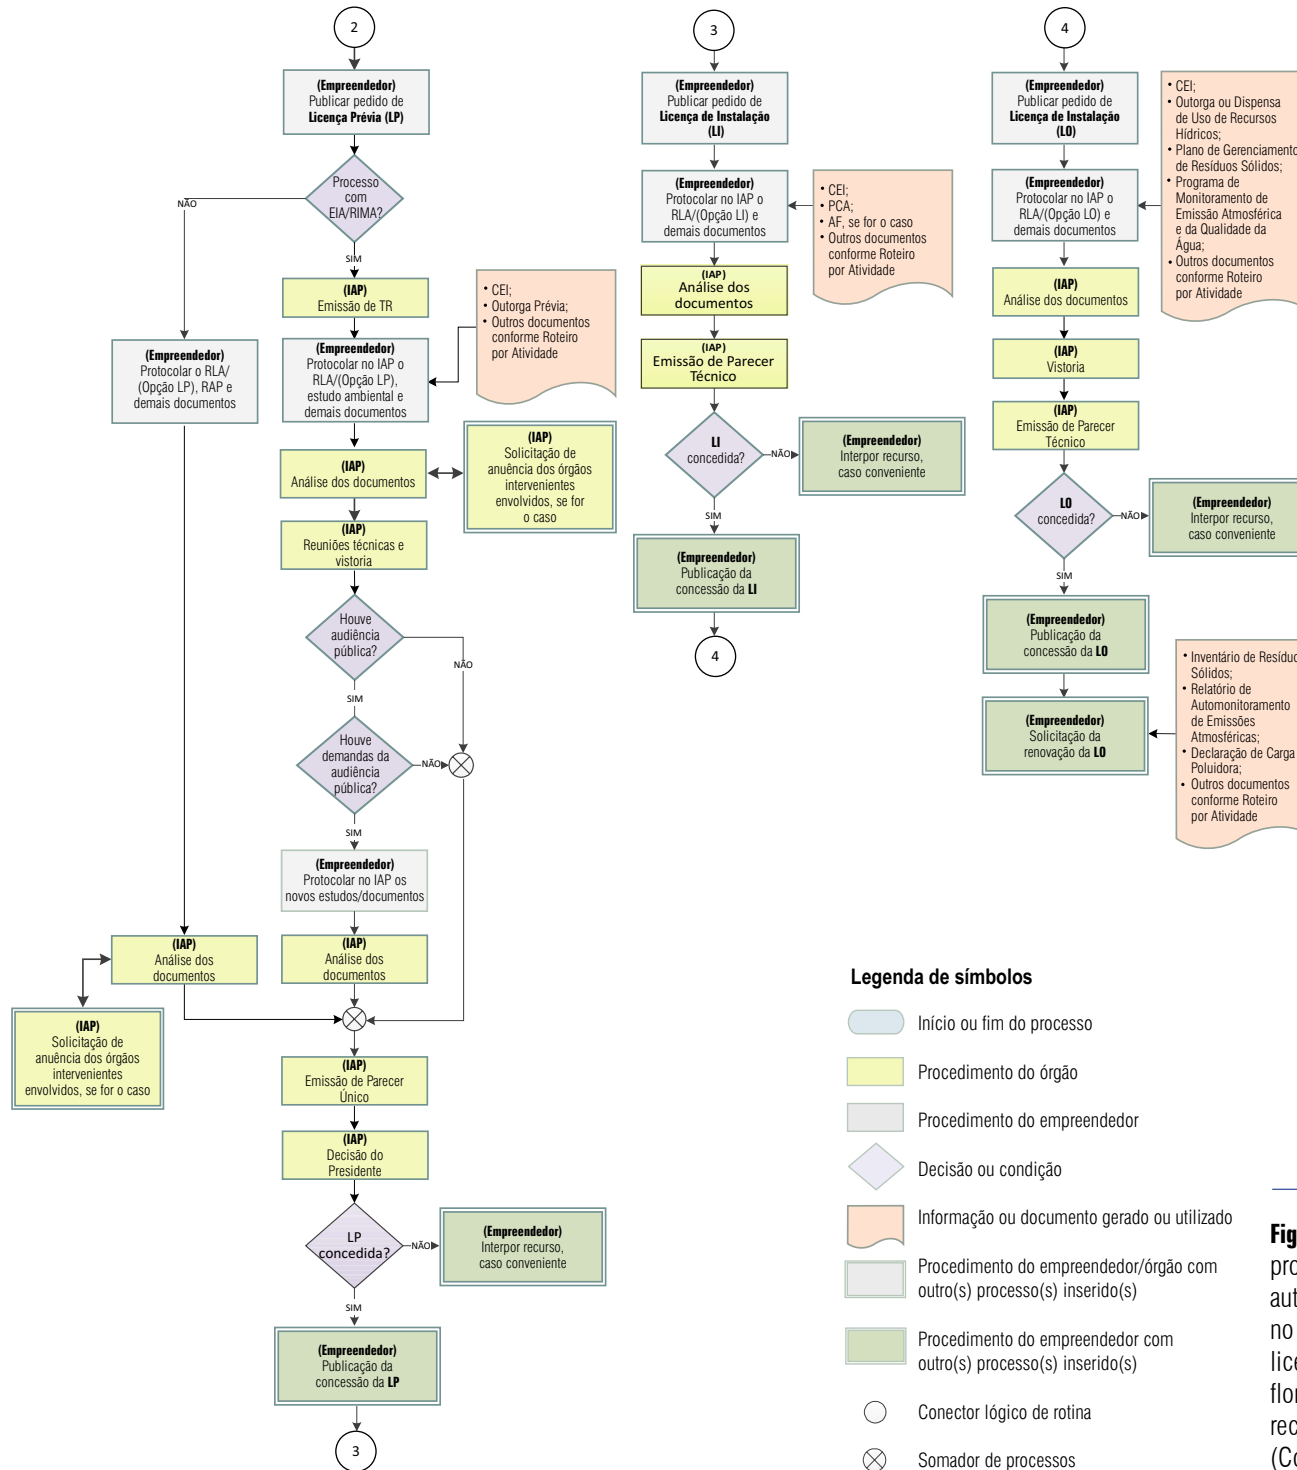 2
(Empreendedor)
Publicar pedido de
Licença Prévia (LP)
Processo
com
EIA/RIMA?
NÃO
SIM
(IAP)
Emissão de TR
(Empreendedor)
Protocolar o RLA/
(Opção LP), RAP e
demais documentos
(Empreendedor)
Protocolar no IAP o
RLA/(Opção LP),
estudo ambiental e
demais documentos
• CEI;
• Outorga Prévia;
• Outros documentos
conforme Roteiro
por Atividade
(IAP)
Análise dos documentos
(IAP)
Solicitação de
anuência dos órgãos
intervenientes
envolvidos, se for
o caso
(IAP)
Reuniões técnicas e
vistoria
Houve
audiência
pública?
NÃO
SIM
Houve
demandas da
audiência
pública?
NÃO
SIM
(Empreendedor)
Protocolar no IAP os
novos estudos/documentos
(IAP)
Análise dos
documentos
(IAP)
Análise dos
documentos
(IAP)
Solicitação de
anuência dos órgãos
intervenientes
envolvidos, se for o caso
(IAP)
Emissão de Parecer
Único
(IAP)
Decisão do
Presidente
LP
concedida?
NÃO
(Empreendedor)
Interpor recurso,
caso conveniente
SIM
(Empreendedor)
Publicação da
concessão da LP
3
3
(Empreendedor)
Publicar pedido de
Licença de Instalação
(LI)
(Empreendedor)
Protocolar no IAP o
RLA/(Opção LI) e
demais documentos
• CEI;
• PCA;
• AF, se for o caso
• Outros documentos
conforme Roteiro
por Atividade
(IAP)
Análise dos
documentos
(IAP)
Emissão de Parecer
Técnico
LI
concedida?
NÃO
(Empreendedor)
Interpor recurso,
caso conveniente
SIM
(Empreendedor)
Publicação da
concessão da LI
4
4
(Empreendedor)
Publicar pedido de
Licença de Instalação
(LO)
(Empreendedor)
Protocolar no IAP o
RLA/(Opção LO) e
demais documentos
• CEI;
• Outorga ou Dispensa
de Uso de Recursos
Hídricos;
• Plano de Gerenciamento
de Resíduos Sólidos;
• Programa de
Monitoramento de
Emissão Atmosférica
e da Qualidade da
Água;
• Outros documentos
conforme Roteiro
por Atividade
(IAP)
Análise dos documentos
(IAP)
Vistoria
(IAP)
Emissão de Parecer
Técnico
LO
concedida?
NÃO
(Empreendedor)
Interpor recurso,
caso conveniente
SIM
(Empreendedor)
Publicação da
concessão da LO
(Empreendedor)
Solicitação da
renovação da LO
• Inventário de Resíduo
Sólidos;
• Relatório de
Automonitoramento
de Emissões
Atmosféricas;
• Declaração de Carga
Poluidora;
• Outros documentos
conforme Roteiro
por Atividade
Legenda de símbolos
Início ou fim do processo
Procedimento do órgão
Procedimento do empreendedor
Decisão ou condição
Informação ou documento gerado ou utilizado
Procedimento do empreendedor/órgão com
outro(s) processo(s) inserido(s)
Procedimento do empreendedor com
outro(s) processo(s) inserido(s)
Conector lógico de rotina
Somador de processos
Fig
pro
aut
no
lice
flor
rec
(Co